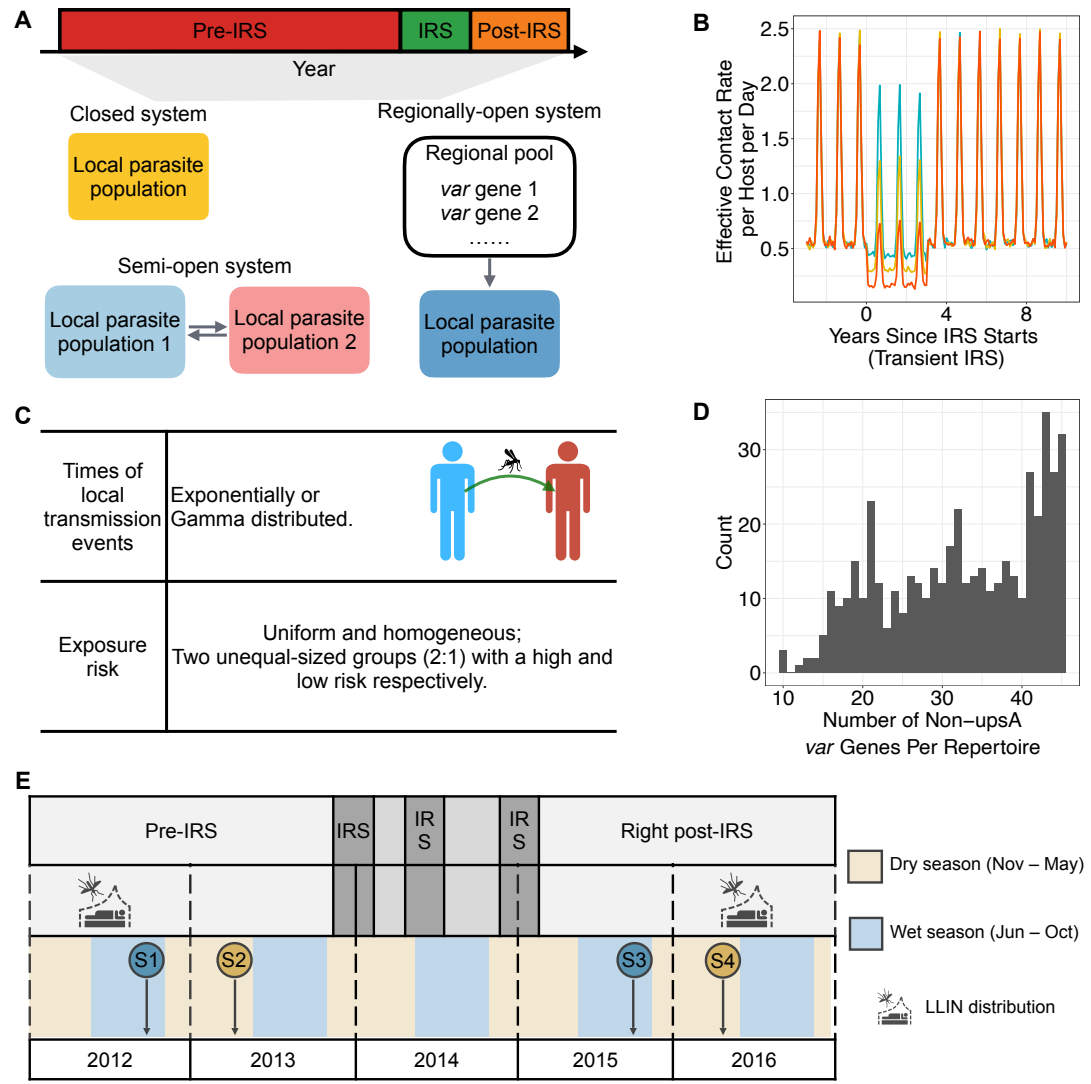 A
Pre-IRS
IRS
Post-IRS
Year
Closed system
Local parasite
population
Regionally-open system
Regional pool
var gene 1
var gene 2
......
Semi-open system
Local parasite
population 1
Local parasite
population 2
Local parasite
population
B
Effective Contact Rate
per Host per Day
2.5
2.0
1.5
1.0
0.5
0
4
8
Years Since IRS Starts
(Transient IRS)
C
Times of
local
transmission
events
Exponentially or
Gamma distributed.
Exposure
risk
Uniform and homogeneous;
Two unequal-sized groups (2:1) with a high and
low risk respectively.
D
Count
30
20
10
0
10
20
30
40
Number of Non-upsA
var Genes Per Repertoire
E
Pre-IRS
IRS
IR
S
IR
S
Right post-IRS
S1
S2
S3
S4
2012
2013
2014
2015
2016
Dry season (Nov – May)
Wet season (Jun – Oct)
LLIN distribution